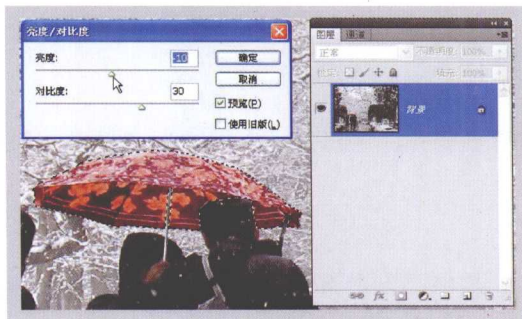 亮度/对比度
亮度: -10
确定
取消
对比度: 30
预览(P)
使用旧版(L)
图层 通道
正常 不透明度: 100%
锁定: 填充: 100%
背景
fx